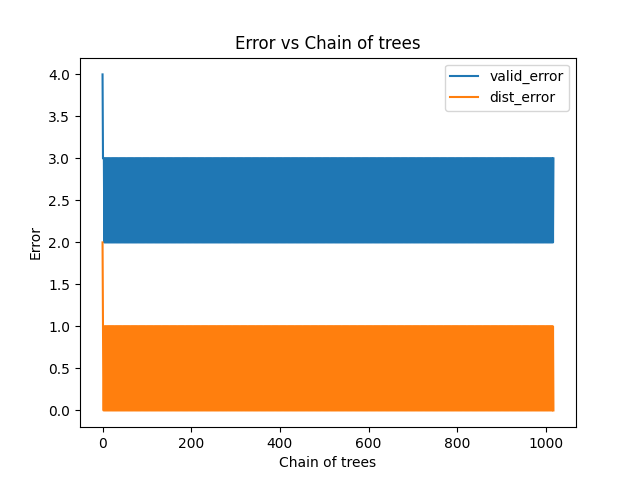 Error vs Chain of trees
valid_error
dist_error
4.0
3.5
3.0
2.5
2.0
1.5
1.0
0.5
0.0
Error
0 200 400 600 800 1000
Chain of trees